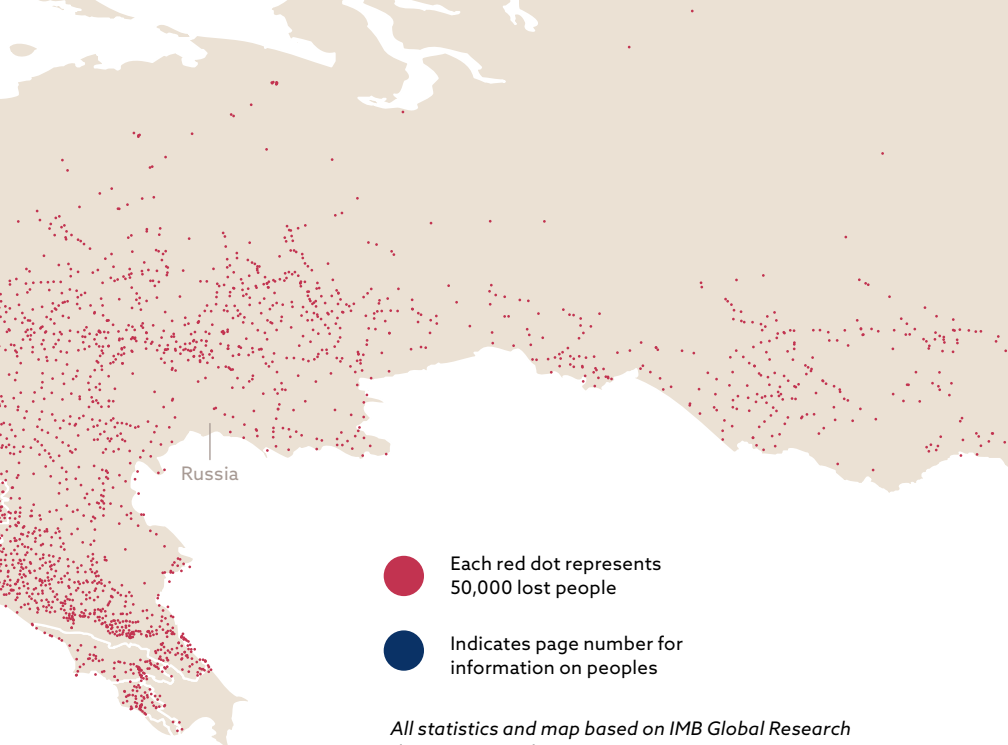 Russia
Each red dot represents
50,000 lost people
Indicates page number for
information on peoples
All statistics and map based on IMB Global Research